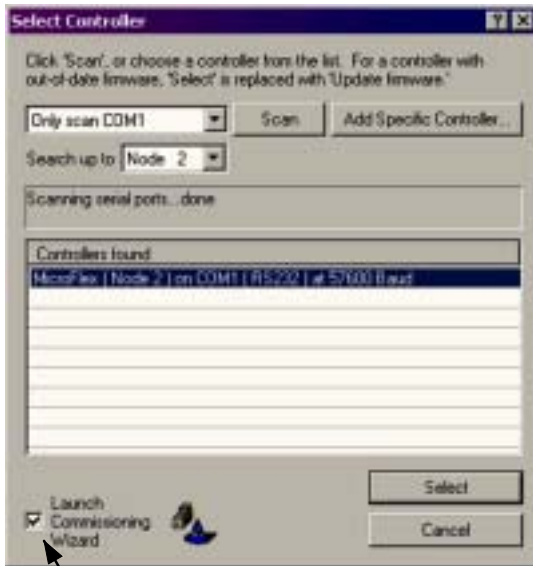 Select Controller
Click 'Scan', or choose a controller from the list. For a controller with
out-of-date firmware, 'Select' is replaced with 'Update firmware.'
Only scan COM1
Scan
Add Specific Controller...
Search up to Node 2
Scanning serial ports...done
Controllers found
MicroFlex ( Node 2 ) on COM1 ( RS232 ) at 57600 Baud
Select
Launch
Commissioning
Wizard
Cancel